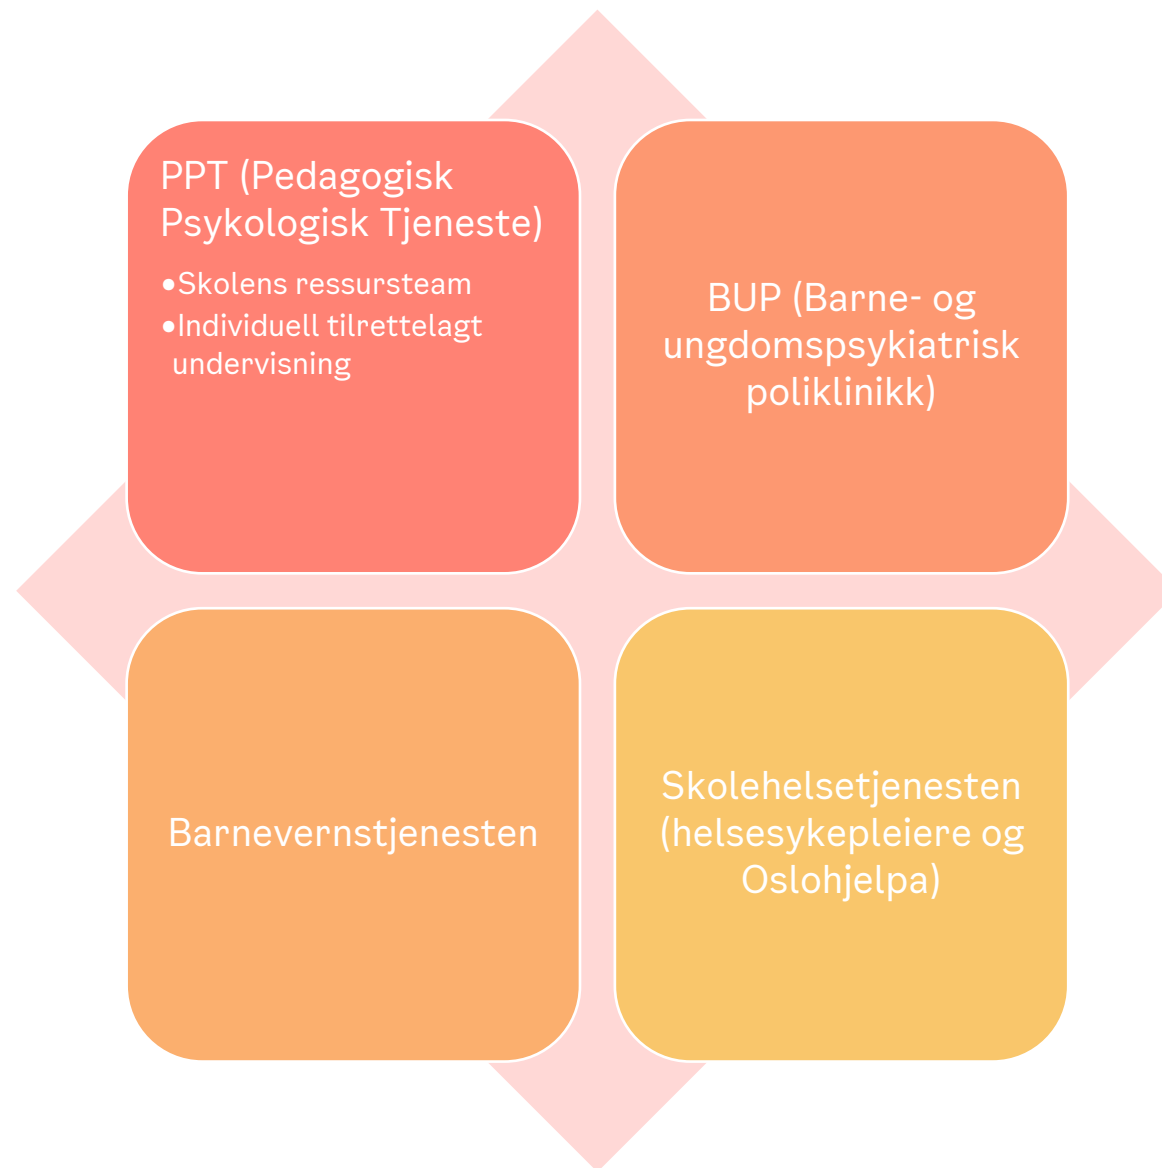 PPT (Pedagogisk
Psykologisk Tjeneste)
•Skolens ressursteam
•Individuell tilrettelagt
undervisning
BUP (Barne- og
ungdomspsykiatrisk
poliklinikk)
Barnevernstjenesten
Skolehelsetjenesten
(helsesykepleiere og
Oslohjelpa)